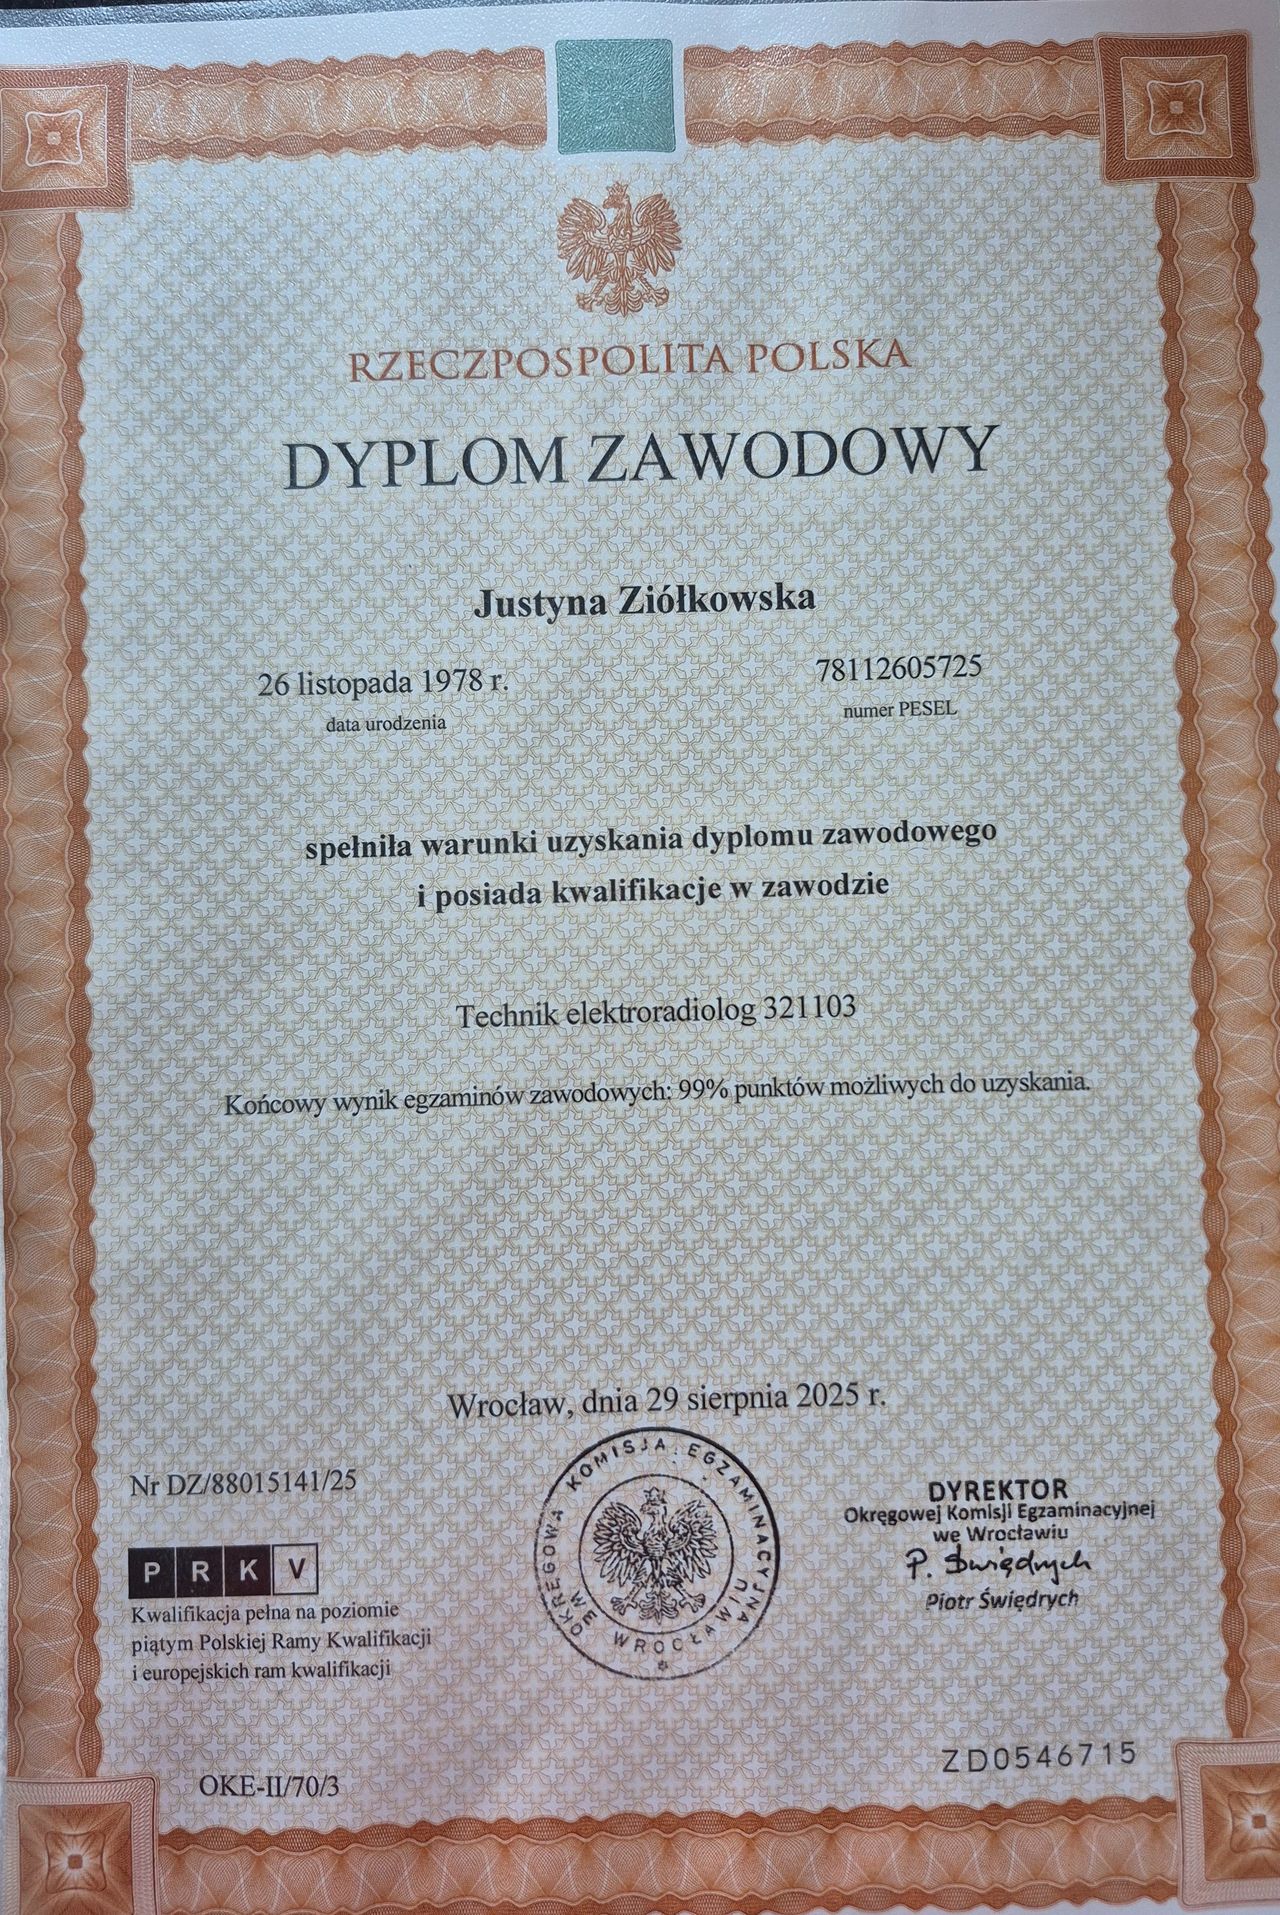 RZECZPOSPOLITA POLSKA
DYPLOM ZAWODOWY
Justyna Ziółkowska
26 listopada 1978 r.
data urodzenia
78112605725
numer PESEL
spełniła warunki uzyskania dyplomu zawodowego
i posiada kwalifikacje w zawodzie
Technik elektroradiolog 321103
Końcowy wynik egzaminów zawodowych: 99% punktów możliwych do uzyskania.
Wrocław, dnia 29 sierpnia 2025 r.
Nr DZ/88015141/25
P R K V
Kwalifikacja pełna na poziomie
piątym Polskiej Ramy Kwalifikacji
i europejskich ram kwalifikacji
OKRĘGOWA KOMISJA EGZAMINACYJNA
WE WROCŁAWIU
DYREKTOR
Okręgowej Komisji Egzaminacyjnej
we Wrocławiu
P. Świędrych
Piotr Świędrych
OKE-II/70/3
ZD0546715